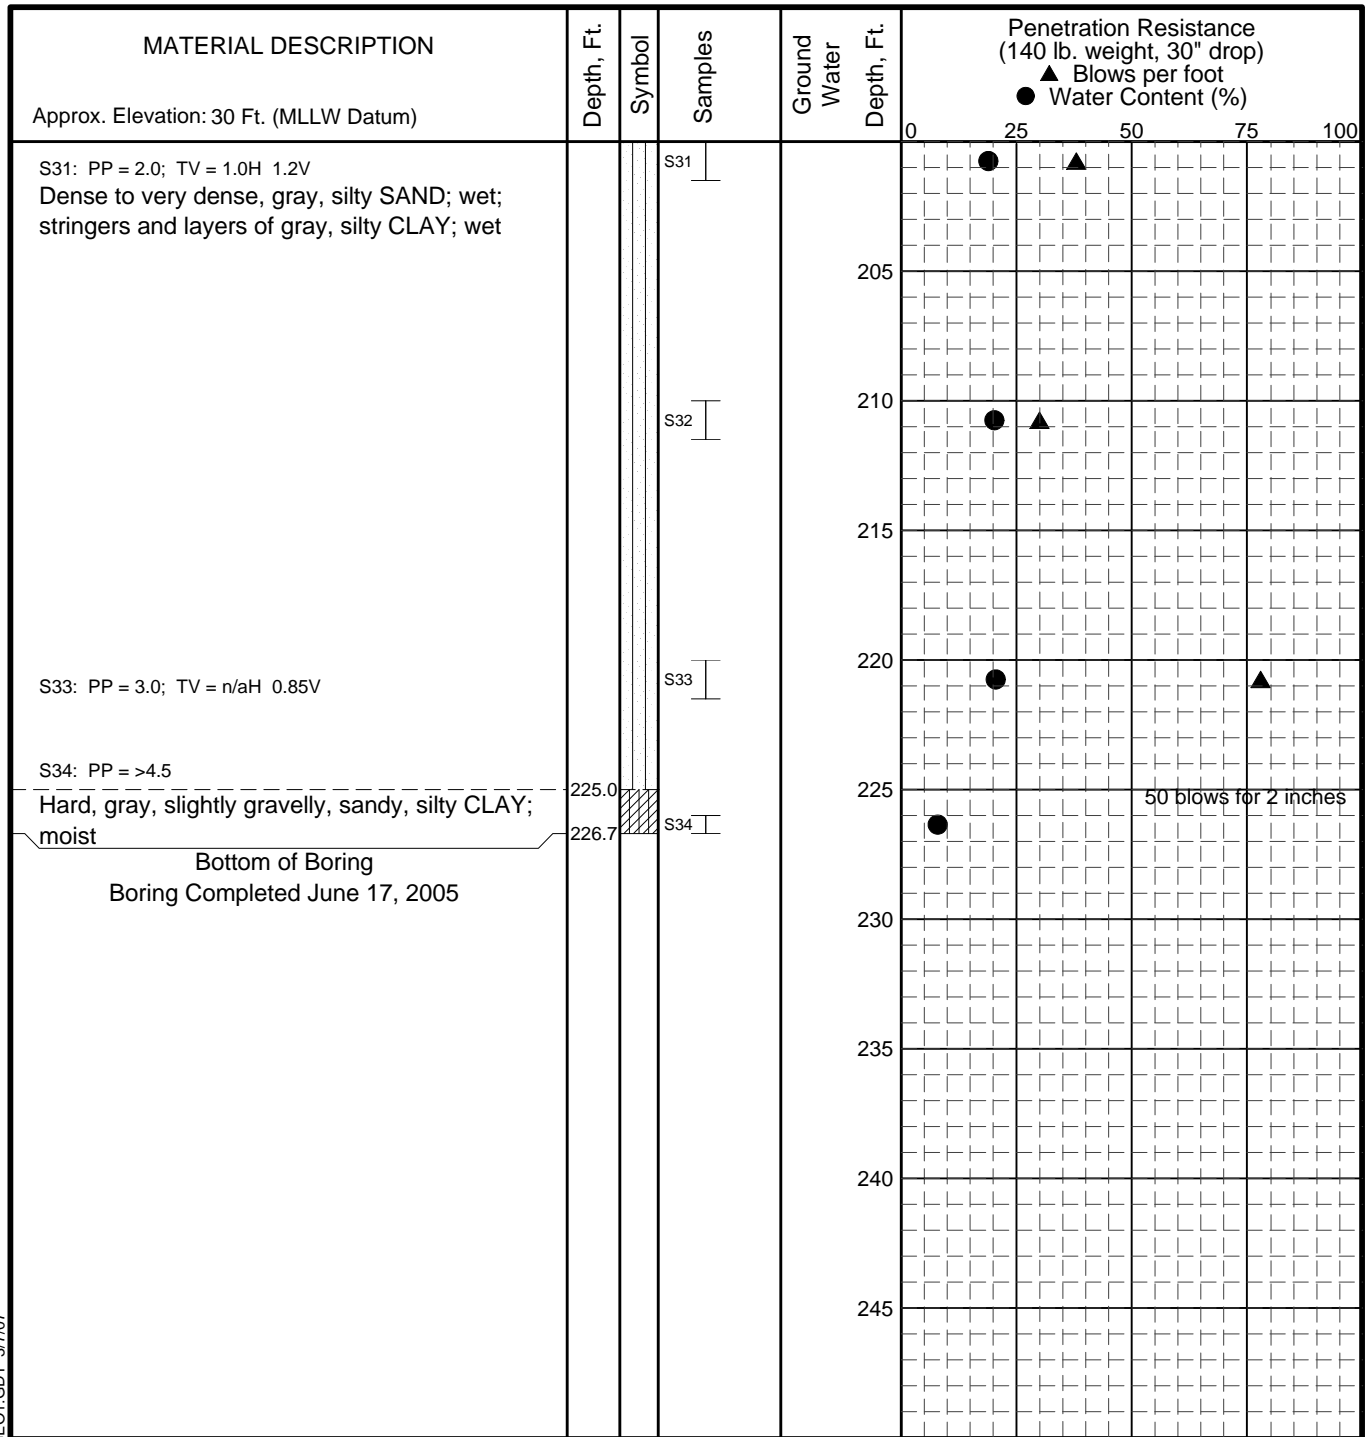 MATERIAL DESCRIPTION
Approx. Elevation: 30 Ft. (MLLW Datum)
Depth, Ft.
Symbol
Samples
Ground
Water
Depth, Ft.
Penetration Resistance
(140 lb. weight, 30" drop)
▲ Blows per foot
● Water Content (%)
0 25 50 75 100
S31: PP = 2.0; TV = 1.0H 1.2V
S31
Dense to very dense, gray, silty SAND; wet;
stringers and layers of gray, silty CLAY; wet
205
210
S32
215
220
S33: PP = 3.0; TV = n/aH 0.85V
S33
S34: PP = >4.5
225.0
225
50 blows for 2 inches
Hard, gray, slightly gravelly, sandy, silty CLAY;
moist
S34
226.7
Bottom of Boring
Boring Completed June 17, 2005
230
235
240
245